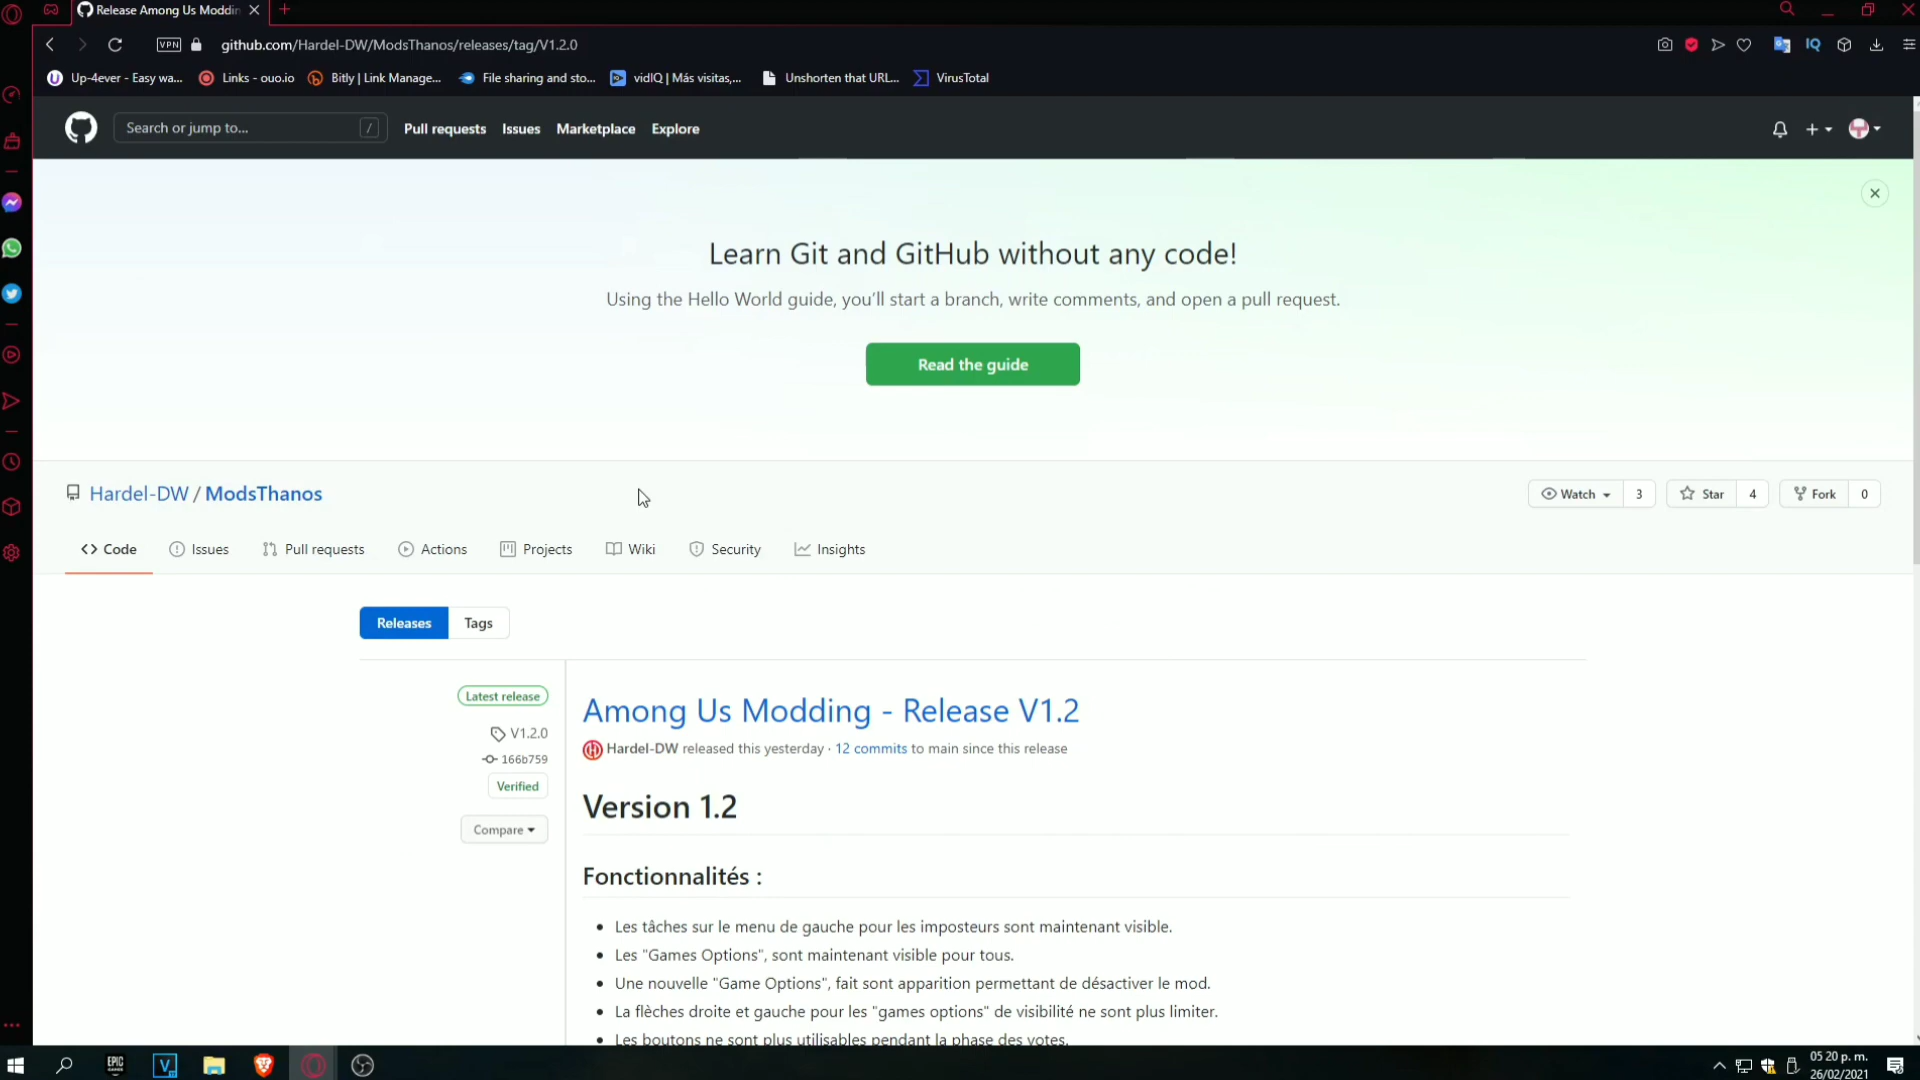 Release Among Us Moddin
VPN
github.com/Hardel-DW/ModsThanos/releases/tag/V1.2.0
IQ
Up-4ever - Easy wa...
Links - ouo.io
Bitly | Link Manage...
File sharing and sto...
vidIQ | Más visitas,...
Unshorten that URL...
VirusTotal
Search or jump to...
/
Pull requests
Issues
Marketplace
Explore
Learn Git and GitHub without any code!
Using the Hello World guide, you’ll start a branch, write comments, and open a pull request.
Read the guide
Hardel-DW / ModsThanos
Watch
3
Star
4
Fork
0
Code
Issues
Pull requests
Actions
Projects
Wiki
Security
Insights
Releases
Tags
Latest release
V1.2.0
166b759
Verified
Compare
Among Us Modding - Release V1.2
Hardel-DW released this yesterday · 12 commits to main since this release
Version 1.2
Fonctionnalités :
Les tâches sur le menu de gauche pour les imposteurs sont maintenant visible.
Les "Games Options", sont maintenant visible pour tous.
Une nouvelle "Game Options", fait sont apparition permettant de désactiver le mod.
La flèches droite et gauche pour les "games options" de visibilité ne sont plus limiter.
Les boutons ne sont plus utilisables pendant la phase des votes.
EPIC
GAMES
V
05 20 p. m.
26/02/2021